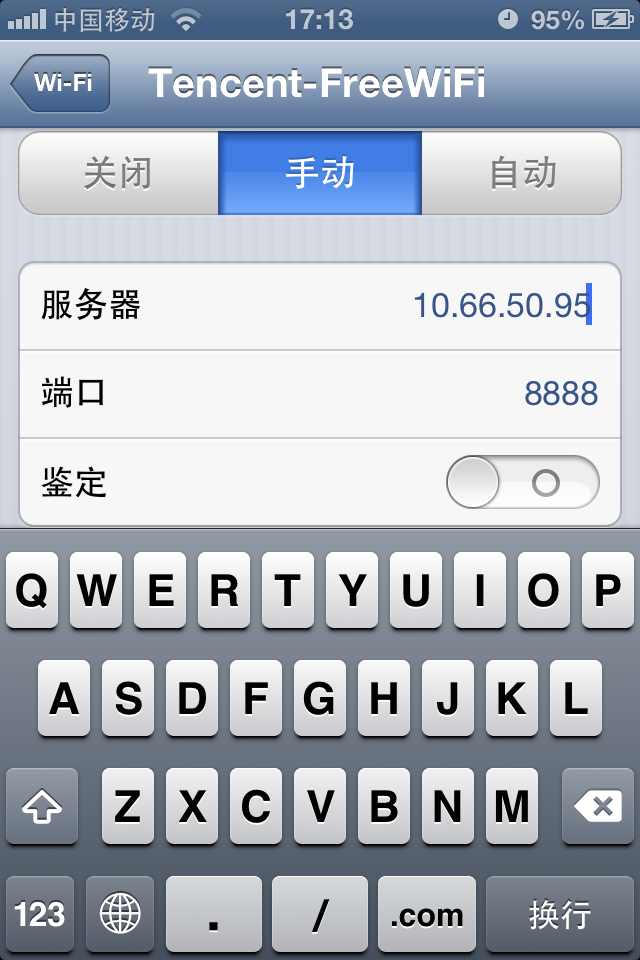 中国移动 17:13 95%
Wi-Fi Tencent-FreeWiFi
关闭 手动 自动
服务器 10.66.50.95
端口 8888
鉴定
Q W E R T Y U I O P
A S D F G H J K L
Z X C V B N M
123 . / .com 换行